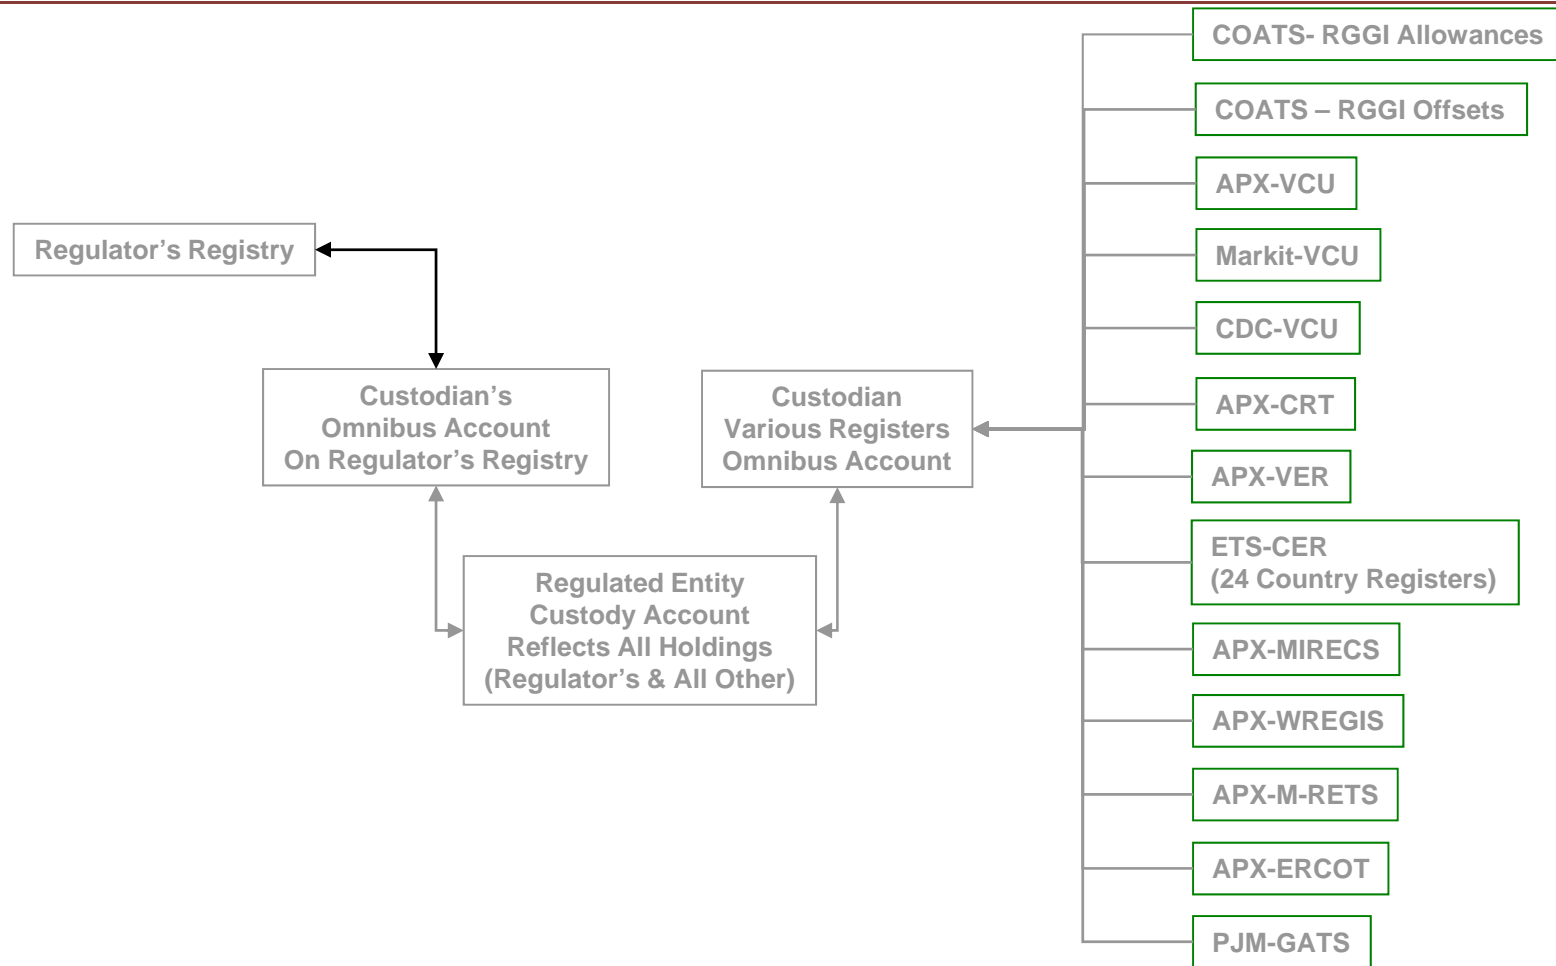 Regulator’s Registry
Custodian’s
Omnibus Account
On Regulator’s Registry
Custodian
Various Registers
Omnibus Account
Regulated Entity
Custody Account
Reflects All Holdings
(Regulator’s & All Other)
COATS- RGGI Allowances
COATS – RGGI Offsets
APX-VCU
Markit-VCU
CDC-VCU
APX-CRT
APX-VER
ETS-CER
(24 Country Registers)
APX-MIRECS
APX-WREGIS
APX-M-RETS
APX-ERCOT
PJM-GATS